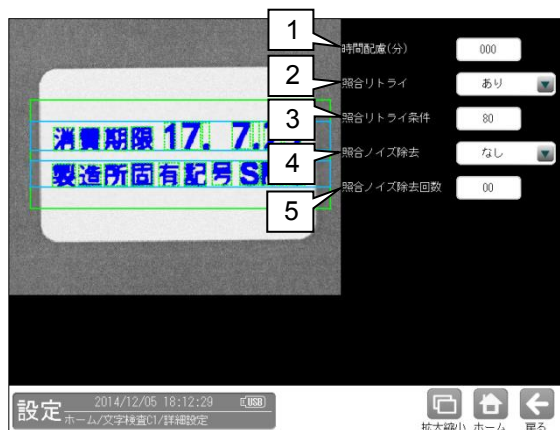 1
時間配慮(分)
000
2
照合リトライ
あり
3
照合リトライ条件
80
4
照合ノイズ除去
なし
5
照合ノイズ除去回数
00
消費期限 17. 7.
製造所固有記号 S
設定
2014/12/05 18:12:29
USB
ホーム/文字検査C1/詳細設定
拡大縮小
ホーム
戻る